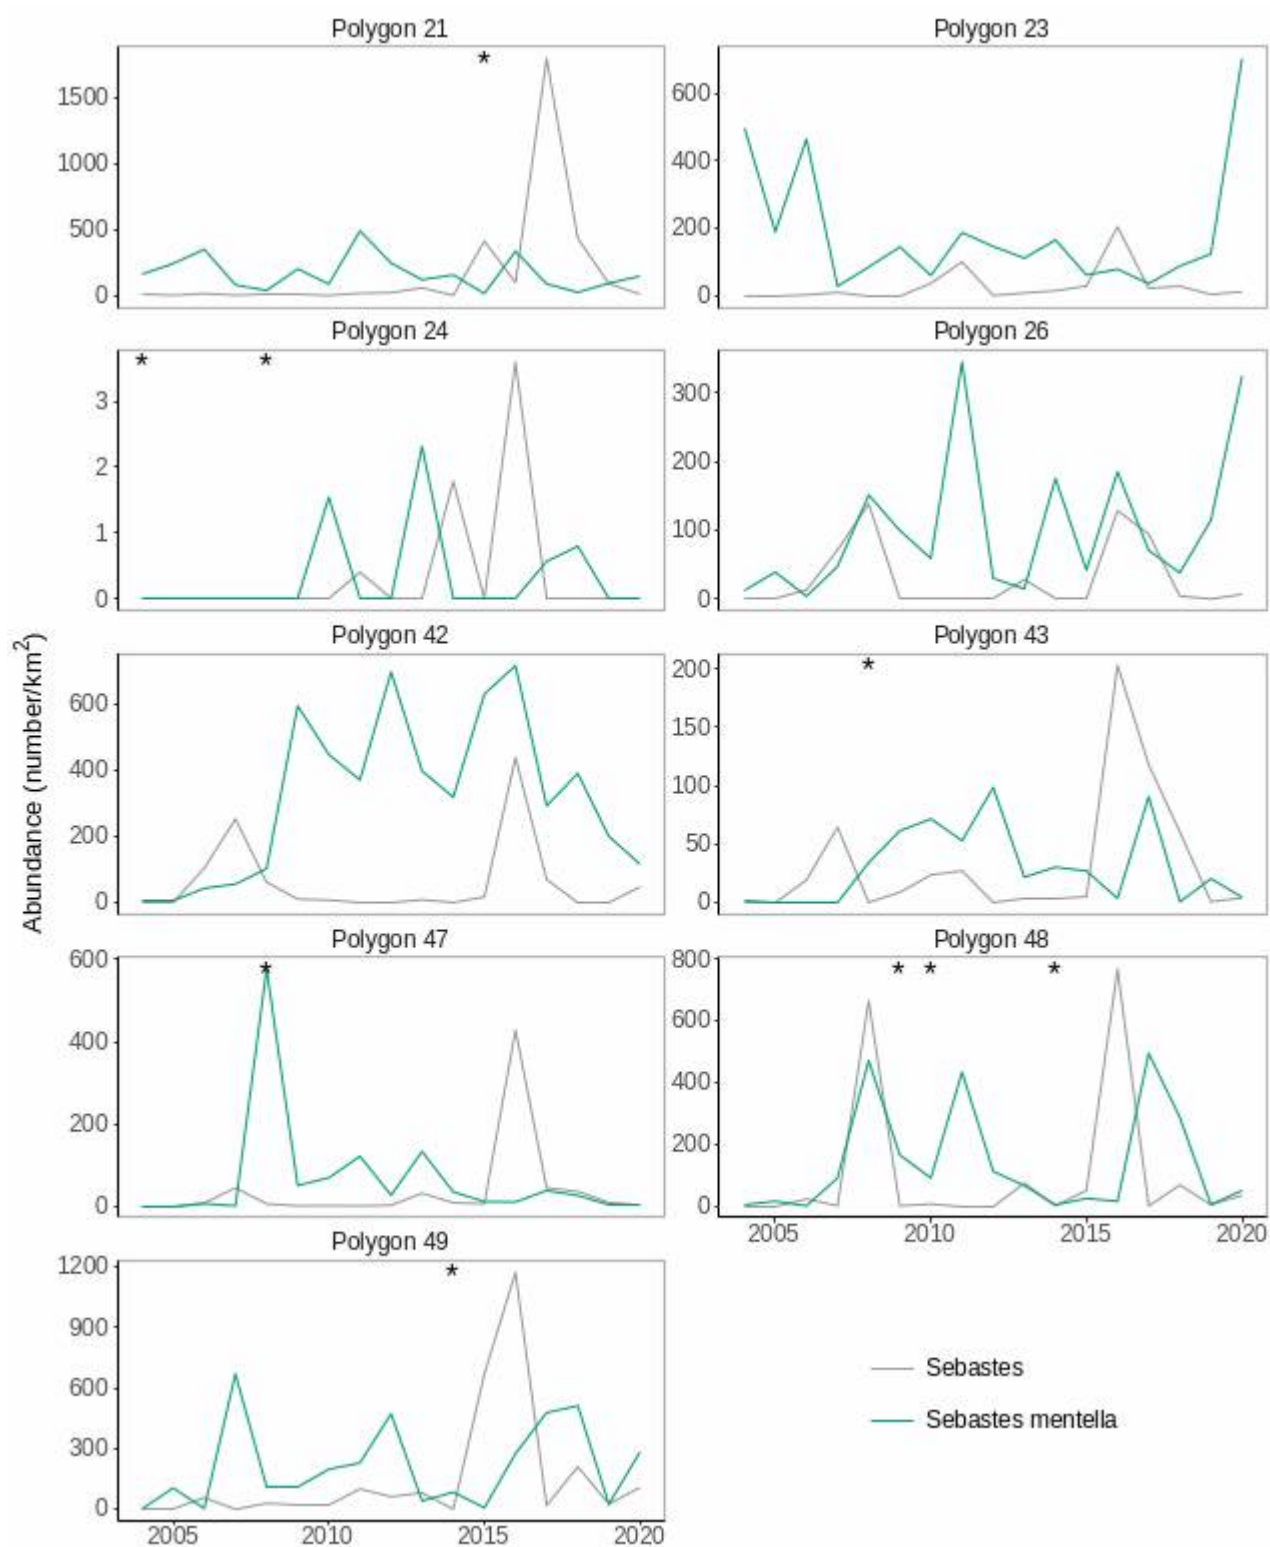 Polygon 21
Polygon 23
1500
1000
500
0
600
400
200
0
*
Polygon 24
Polygon 26
3
2
1
0
300
200
100
0
* *
Polygon 42
Polygon 43
600
400
200
0
200
150
100
50
0
*
Abundance (number/km²)
Polygon 47
Polygon 48
600
400
200
0
800
600
400
200
0
*
* * *
2005 2010 2015 2020
Polygon 49
1200
900
600
300
0
*
2005 2010 2015 2020
Sebastes
Sebastes mentella